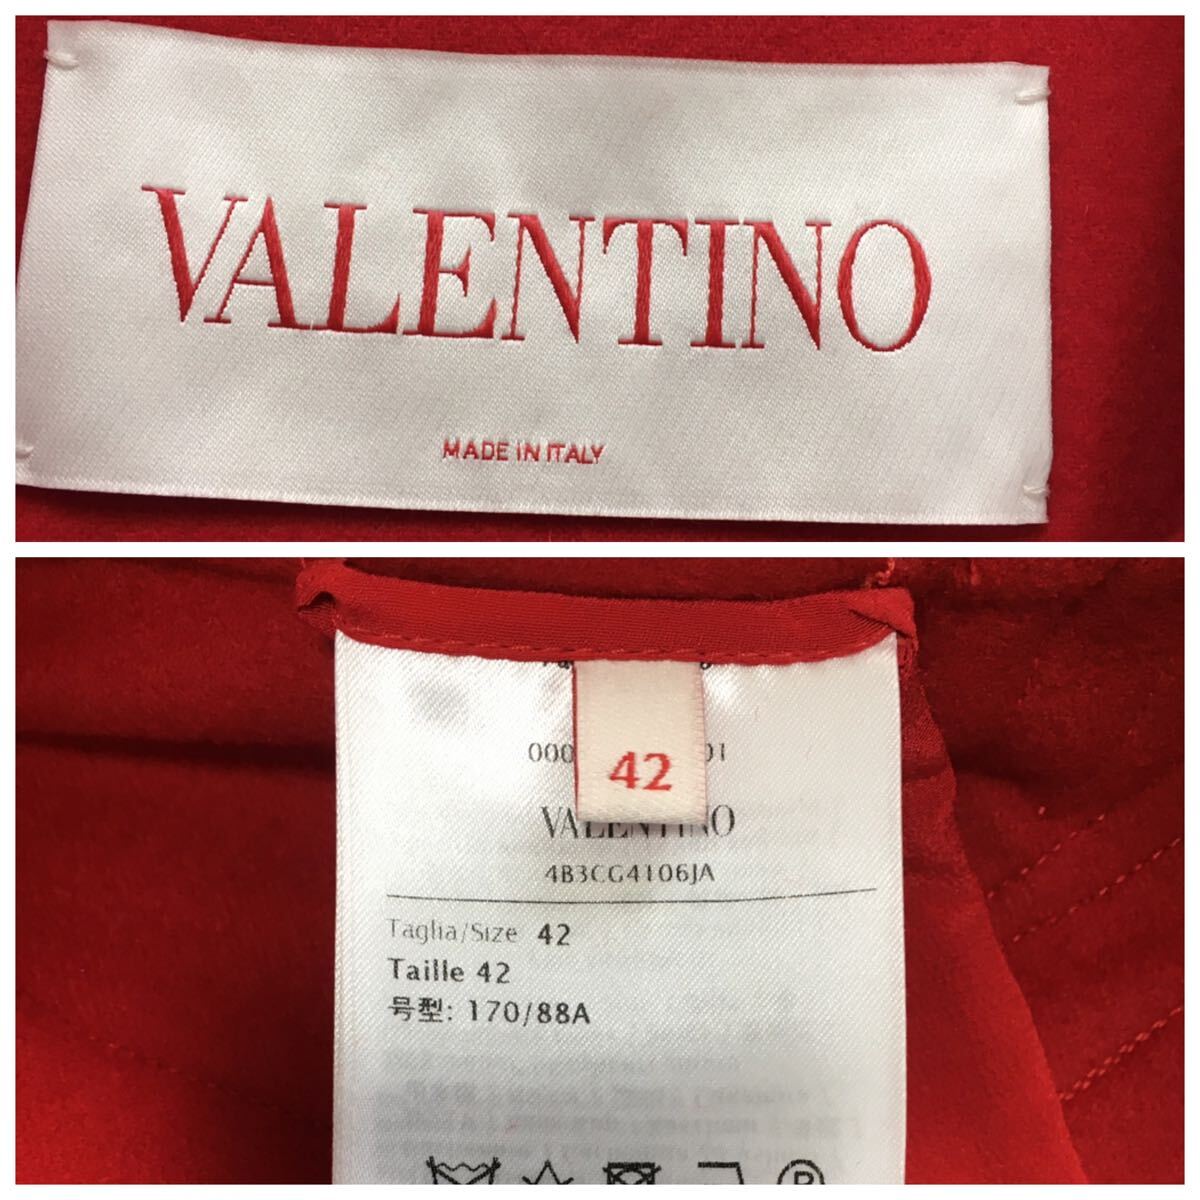 VALENTINO
MADE IN ITALY
42
VALENTINO
4B3CG4106JA
Taglia/Size 42
Taille 42
号型: 170/88A